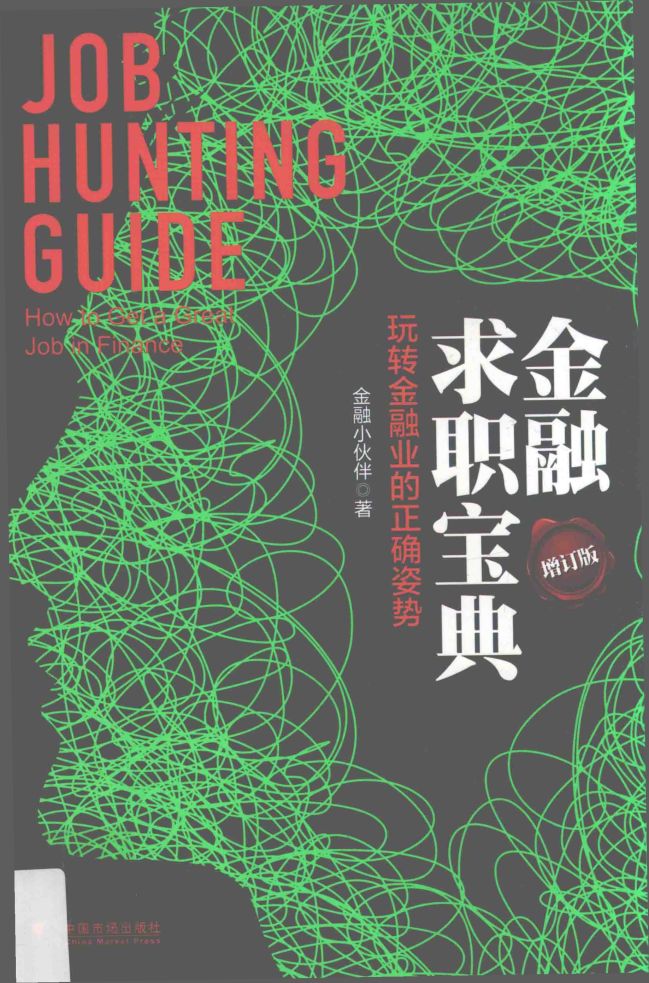 JOB
HUNTING
GUIDE
How to Get a Great
Job in Finance
金融
求职宝典
增订版
玩转金融业的正确姿势
金融小伙伴◎著
中国市场出版社
China Market Press